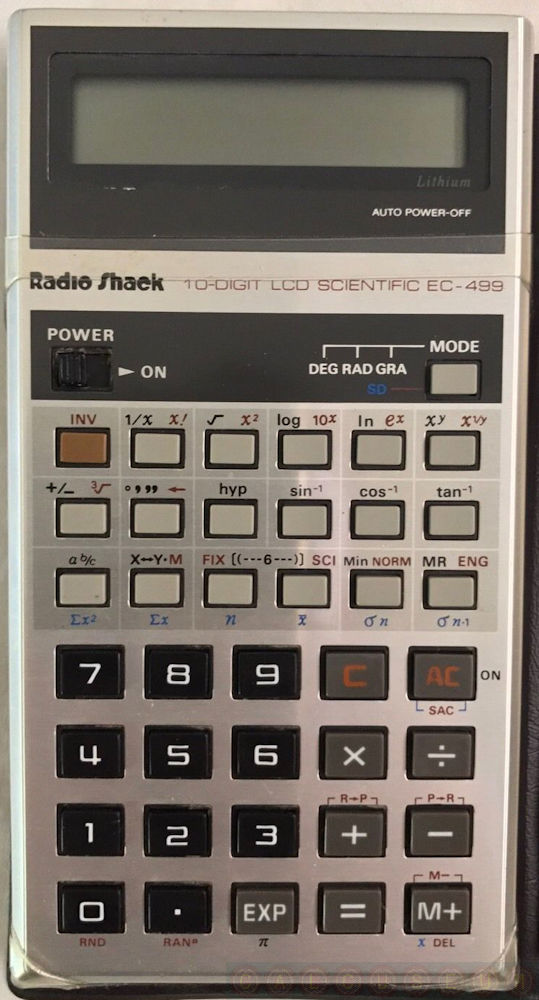 Lithium
AUTO POWER-OFF
Radio Shack 10-DIGIT LCD SCIENTIFIC EC-499
POWER
► ON
MODE
DEG RAD GRA
SD
INV 1/x x! √ x² log 10ˣ ln eˣ xʸ x¹/ʸ
+/− ³√ °,,, ← hyp sin⁻¹ cos⁻¹ tan⁻¹
a b/c X↔Y·M FIX [(---6---)] SCI Min NORM MR ENG
Σx² Σx n x̄ σn σn-1
7 8 9 C AC ON
SAC
4 5 6 × ÷
R→P P→R
1 2 3 + −
M−
0 · EXP = M+
RND RAN# π x DEL